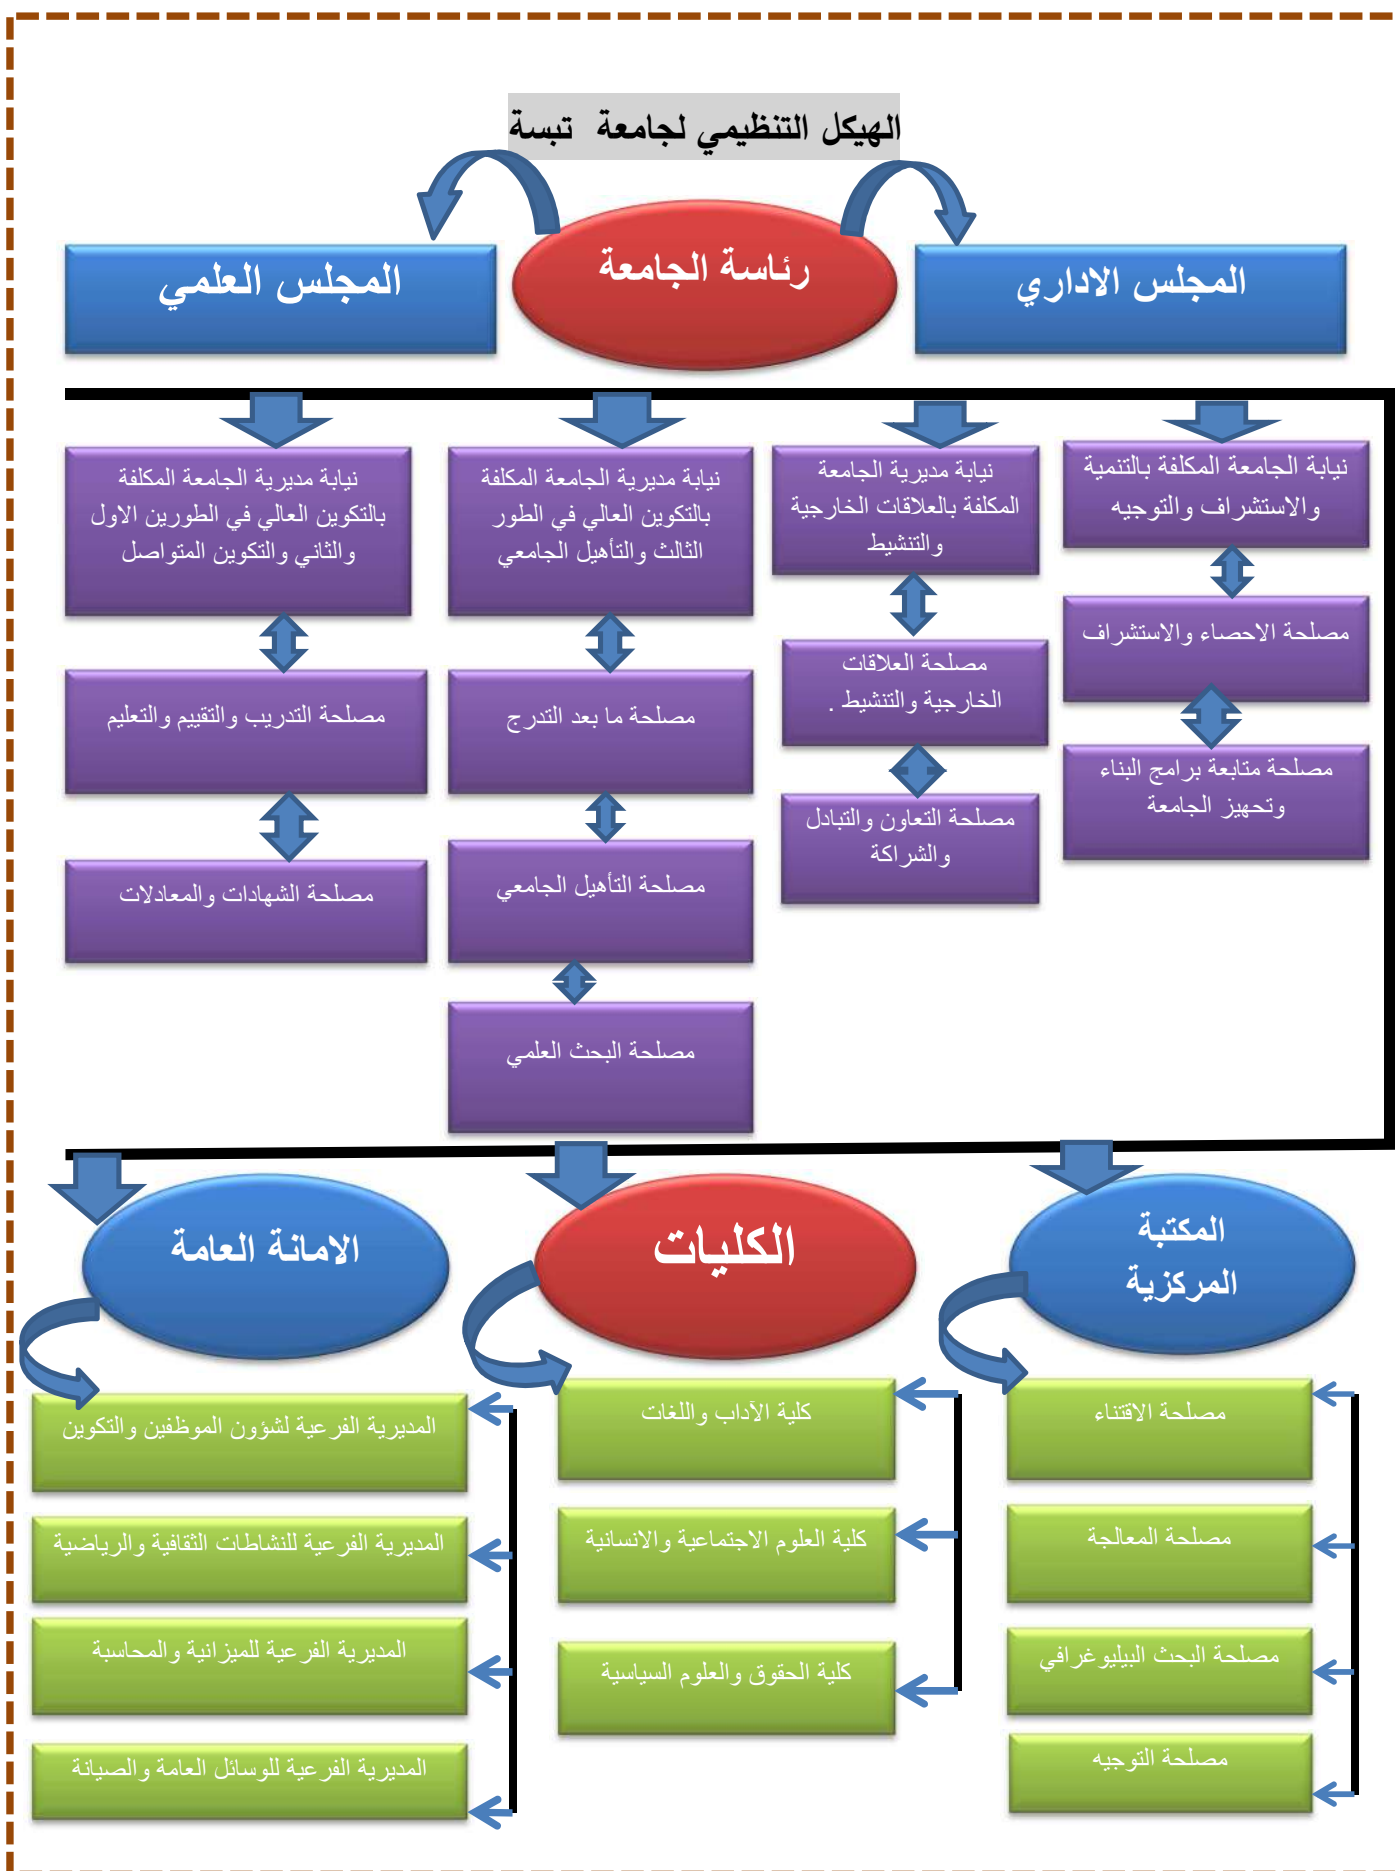 الهيكل التنظيمي لجامعة تبسة
رئاسة الجامعة
المجلس الاداري
المجلس العلمي
نيابة الجامعة المكلفة بالتنمية
والاستشراف والتوجيه
مصلحة الاحصاء والاستشراف
مصلحة متابعة برامج البناء
وتحهيز الجامعة
نيابة مديرية الجامعة
المكلفة بالعلاقات الخارجية
والتنشيط
مصلحة العلاقات
الخارجية والتنشيط .
مصلحة التعاون والتبادل
والشراكة
نيابة مديرية الجامعة المكلفة
بالتكوين العالي في الطور
الثالث والتأهيل الجامعي
مصلحة ما بعد التدرج
مصلحة التأهيل الجامعي
مصلحة البحث العلمي
نيابة مديرية الجامعة المكلفة
بالتكوين العالي في الطورين الاول
والثاني والتكوين المتواصل
مصلحة التدريب والتقييم والتعليم
مصلحة الشهادات والمعادلات
المكتبة
المركزية
مصلحة الاقتناء
مصلحة المعالجة
مصلحة البحث البيليوغرافي
مصلحة التوجيه
الكليات
كلية الآداب واللغات
كلية العلوم الاجتماعية والانسانية
كلية الحقوق والعلوم السياسية
الامانة العامة
المديرية الفرعية لشؤون الموظفين والتكوين
المديرية الفرعية للنشاطات الثقافية والرياضية
المديرية الفرعية للميزانية والمحاسبة
المديرية الفرعية للوسائل العامة والصيانة